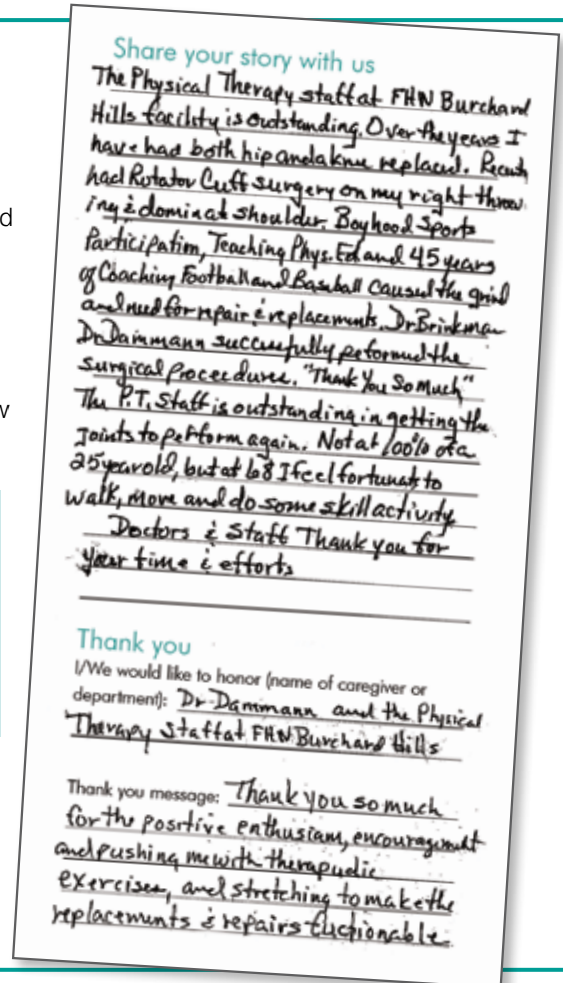 Share your story with us
The Physical Therapy staff at FHN Burchard
Hills facility is outstanding. Over the years I
have had both hip and a knee replaced. Recent
had Rotator Cuff surgery on my right throw
ing & dominat shoulder. Boyhood Sports
Participation, Teaching Phys. Ed and 45 years
of Coaching Football and Baseball caused the grind
and need for repair & replacements. Dr Brinkman
Dr Dammann successfully peformed the
Surgical Proceedures. "Thank You So Much"
The P.T. Staff is outstanding in getting the
Joints to perform again. Not at 100% of a
25 year old, but at 68 I feel fortunate to
walk, move and do some skill activity
Doctors & Staff Thank you for
your time & efforts
Thank you
I/We would like to honor (name of caregiver or
department): Dr Dammann and the Physical
Therapy Staff at FHN Burchard Hills
Thank you message: Thank you so much
for the positive enthusiam, encouragement
and pushing me with therapudic
exercises, and stretching to make the
replacements & repairs fuctionable
d
w